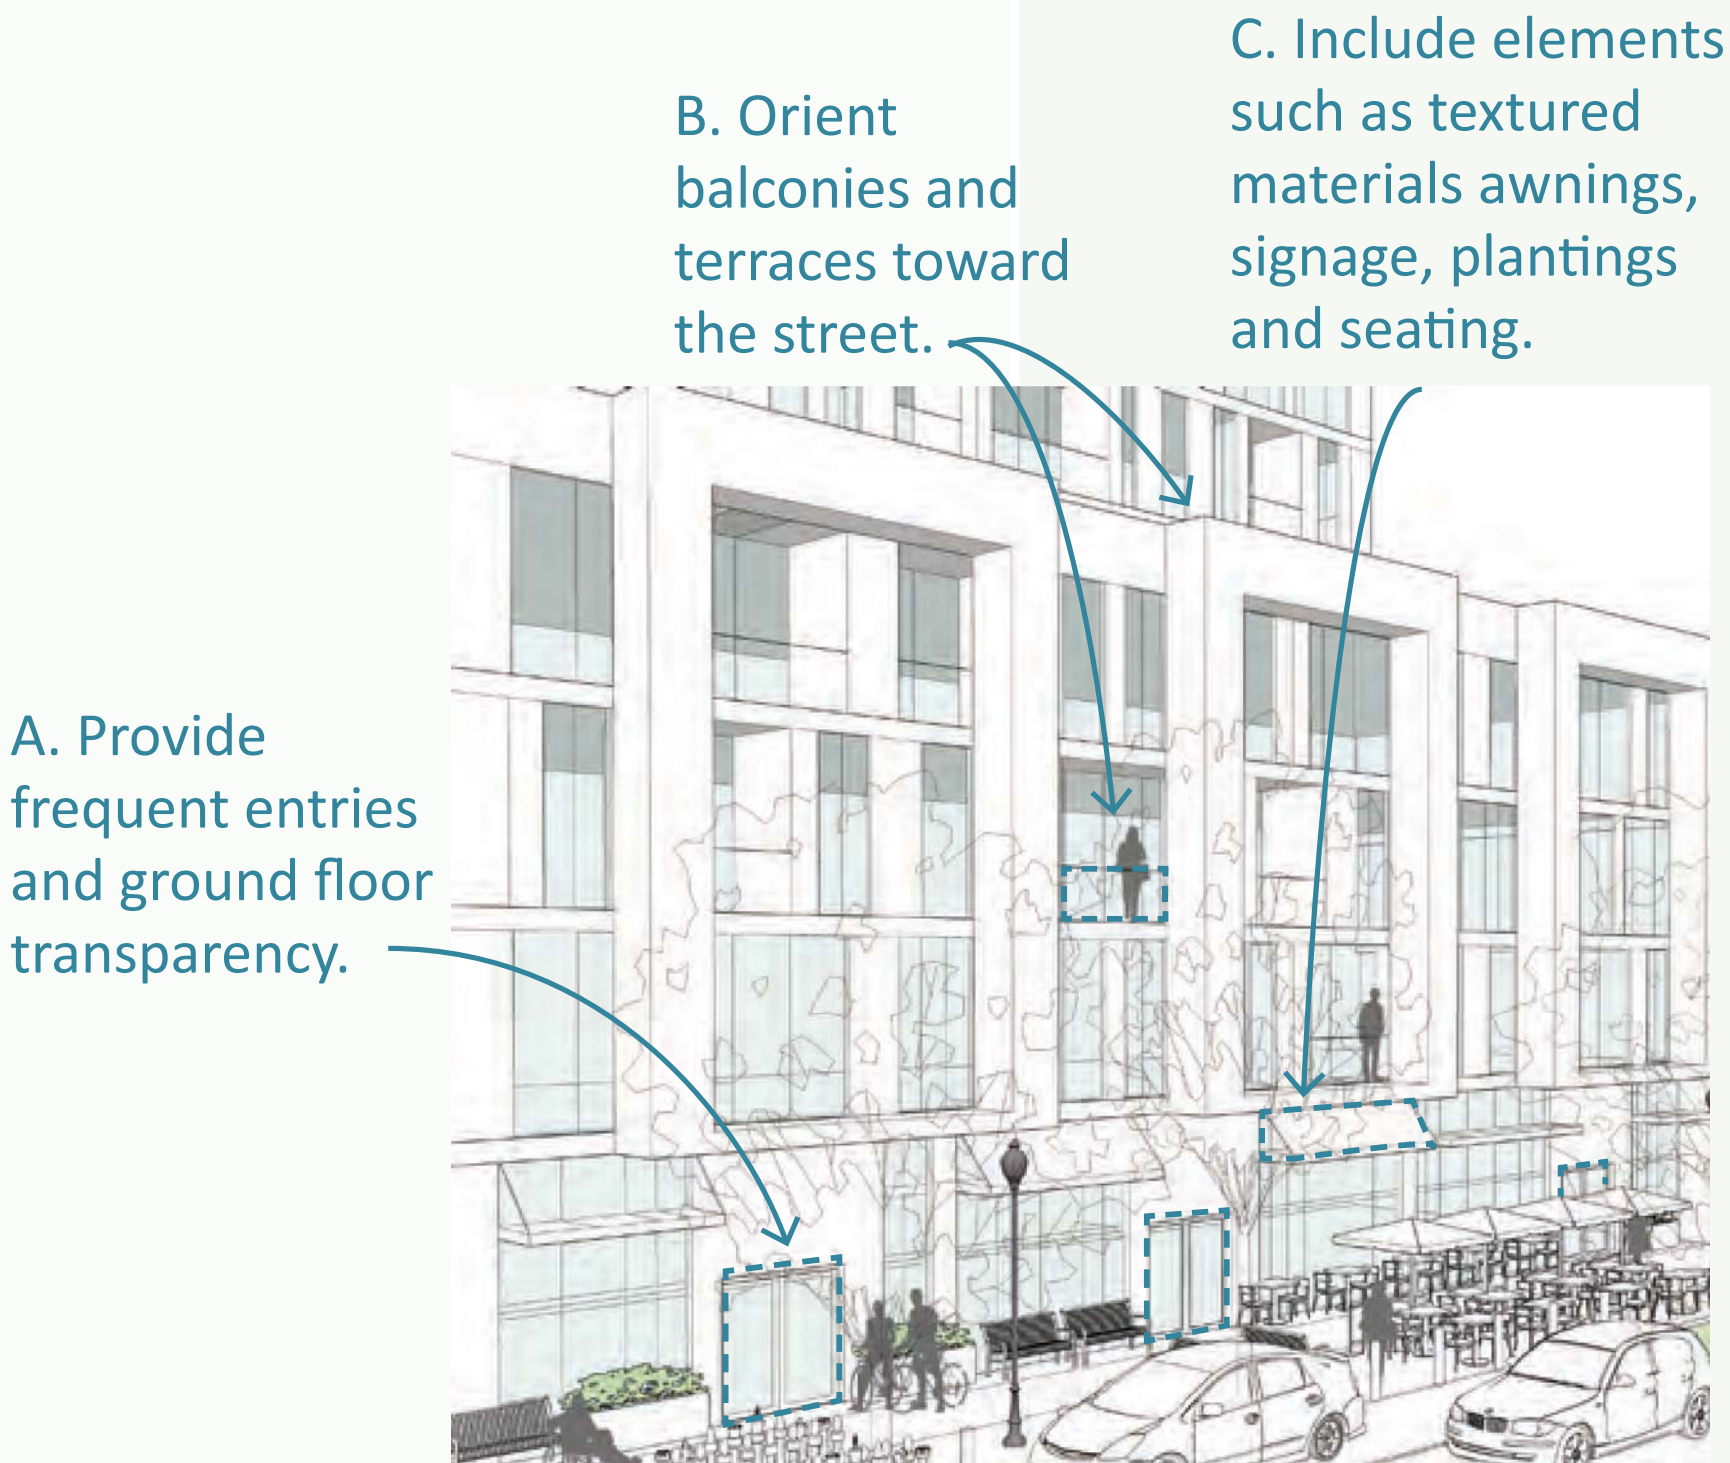 C. Include elements
such as textured
materials awnings,
signage, plantings
and seating.
B. Orient
balconies and
terraces toward
the street.
A. Provide
frequent entries
and ground floor
transparency.